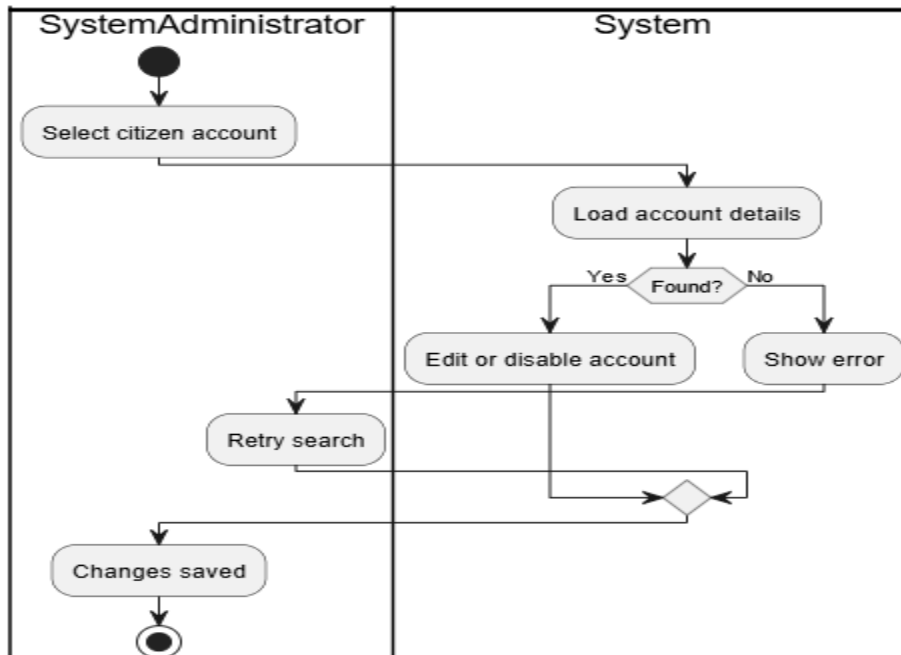 SystemAdministrator
System
Select citizen account
Load account details
Yes
Found?
No
Edit or disable account
Show error
Retry search
Changes saved